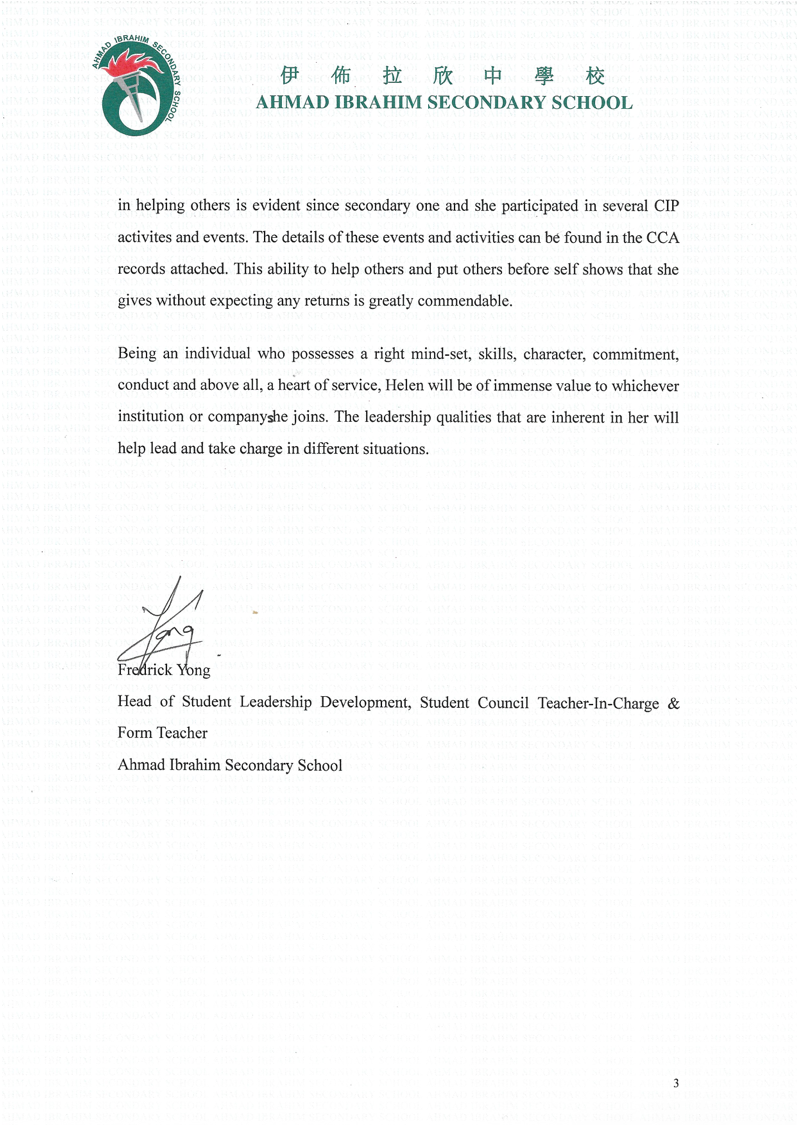 AHMAD IBRAHIM SECONDARY SCHOOL
伊佈拉欣中學校
AHMAD IBRAHIM SECONDARY SCHOOL
in helping others is evident since secondary one and she participated in several CIP
activites and events. The details of these events and activities can be found in the CCA
records attached. This ability to help others and put others before self shows that she
gives without expecting any returns is greatly commendable.
Being an individual who possesses a right mind-set, skills, character, commitment,
conduct and above all, a heart of service, Helen will be of immense value to whichever
institution or companyshe joins. The leadership qualities that are inherent in her will
help lead and take charge in different situations.
Yong
Fredrick Yong
Head of Student Leadership Development, Student Council Teacher-In-Charge &
Form Teacher
Ahmad Ibrahim Secondary School
3